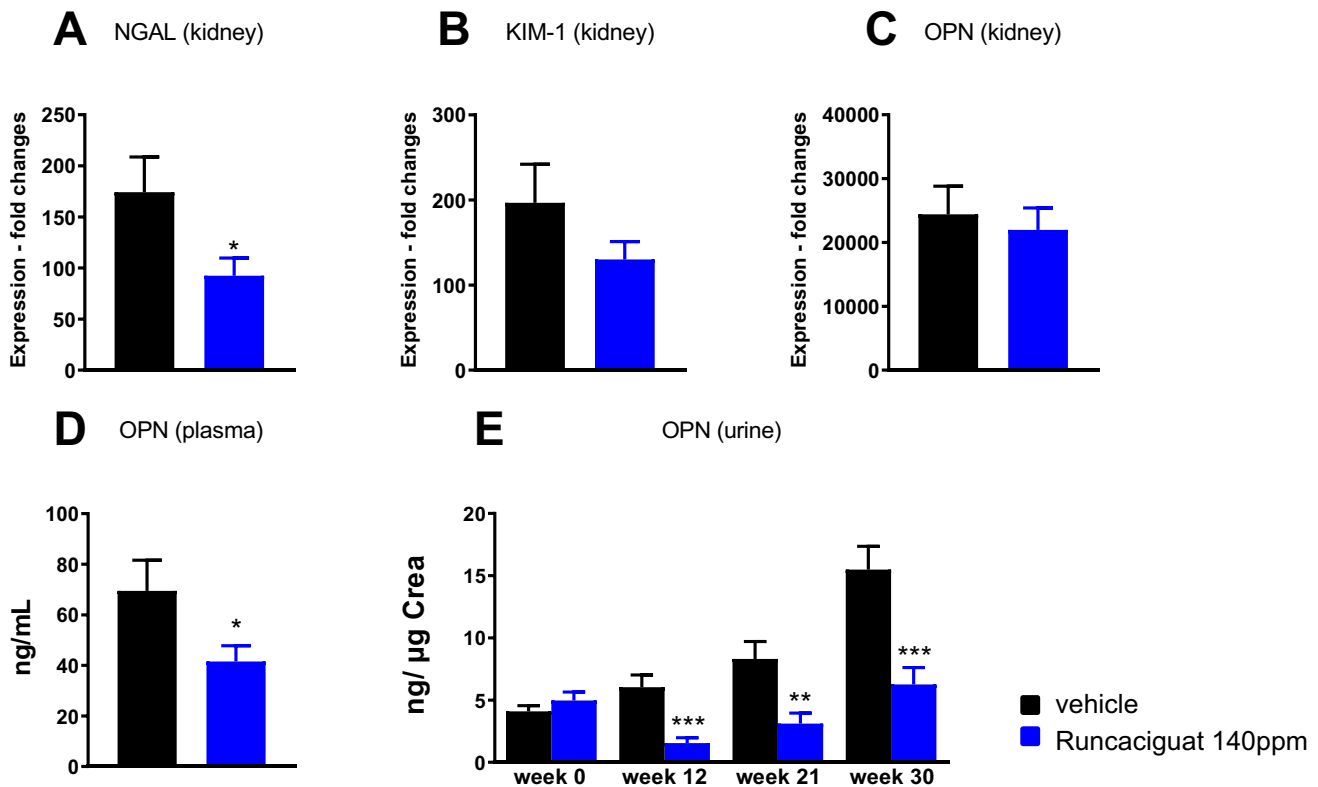 A NGAL (kidney)
B KIM-1 (kidney)
C OPN (kidney)
Expression - fold changes
250
200
150
100
50
0
*
Expression - fold changes
300
200
100
0
Expression - fold changes
40000
30000
20000
10000
0
D OPN (plasma)
E OPN (urine)
ng/mL
100
80
60
40
20
0
*
ng/ µg Crea
20
15
10
5
0
***
**
***
week 0 week 12 week 21 week 30
vehicle
Runcaciguat 140ppm